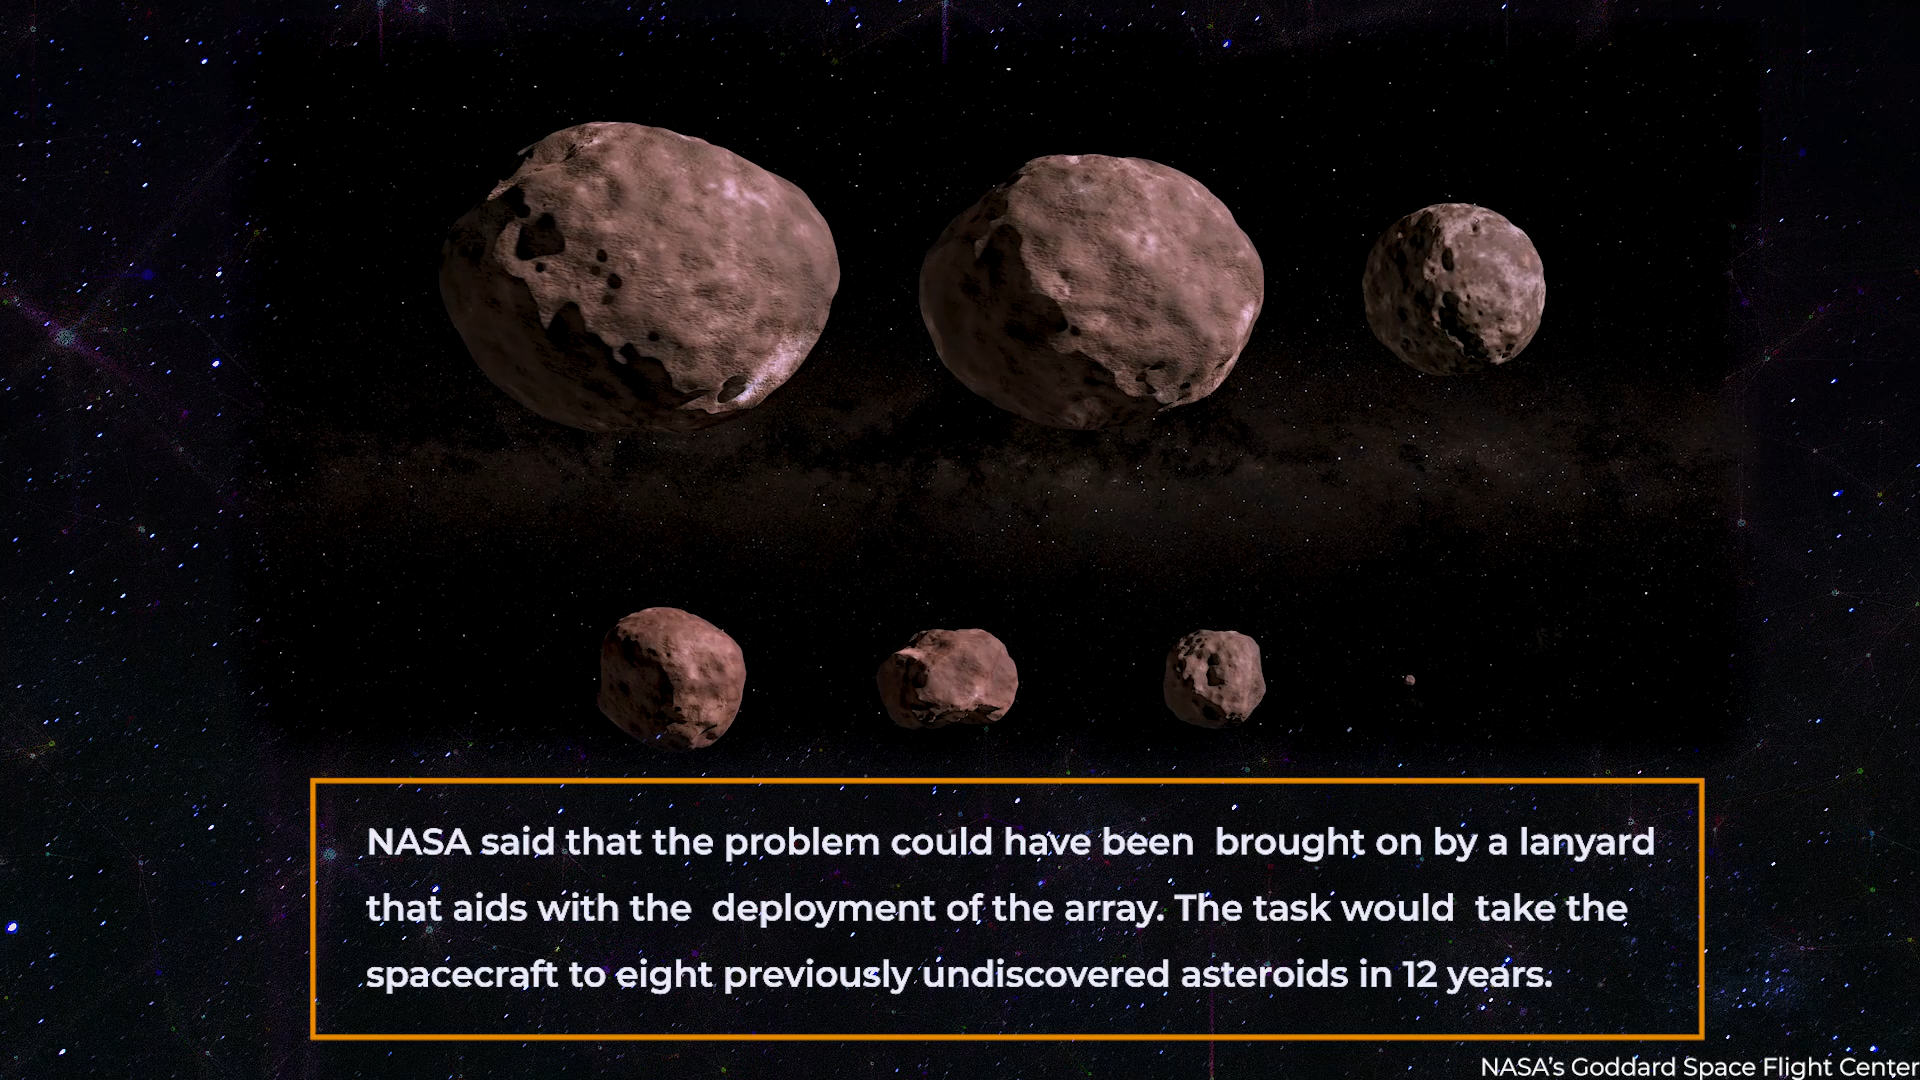 NASA said that the problem could have been  brought on by a lanyard
that aids with the  deployment of the array. The task would  take the
spacecraft to eight previously undiscovered asteroids in 12 years.
NASA's Goddard Space Flight Center